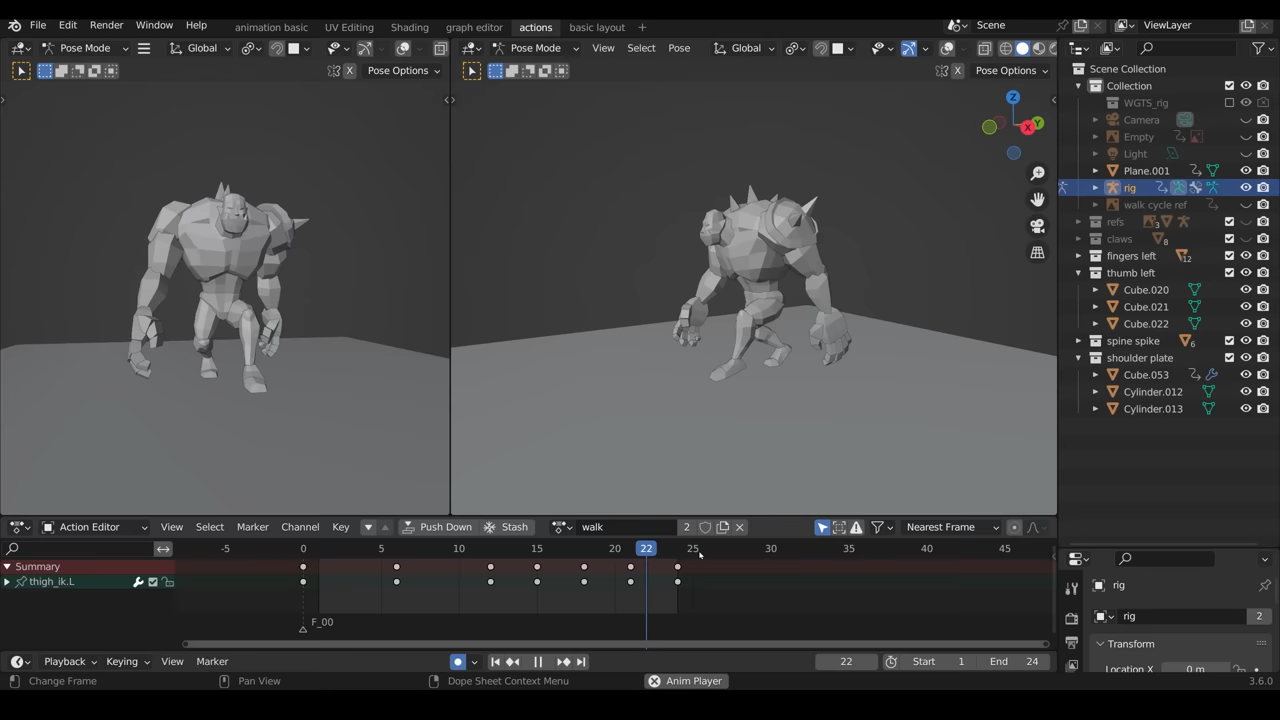 File Edit Render Window Help animation basic UV Editing Shading graph editor actions basic layout + Scene ViewLayer
Pose Mode Global Pose Mode View Select Pose Global
X Pose Options X Pose Options
Scene Collection
Collection
WGTS_rig
Camera
Empty
Light
Plane.001
rig
walk cycle ref
refs 3
claws 8
fingers left 12
thumb left
Cube.020
Cube.021
Cube.022
spine spike 6
shoulder plate
Cube.053
Cylinder.012
Cylinder.013
Z
X Y
Action Editor View Select Marker Channel Key Push Down Stash walk 2 Nearest Frame
-5 0 5 10 15 20 22 25 30 35 40 45
Summary
thigh_ik.L
F_00
rig
rig 2
Transform
Location X 0 m
Playback Keying View Marker 22 Start 1 End 24
Change Frame Pan View Dope Sheet Context Menu Anim Player 3.6.0